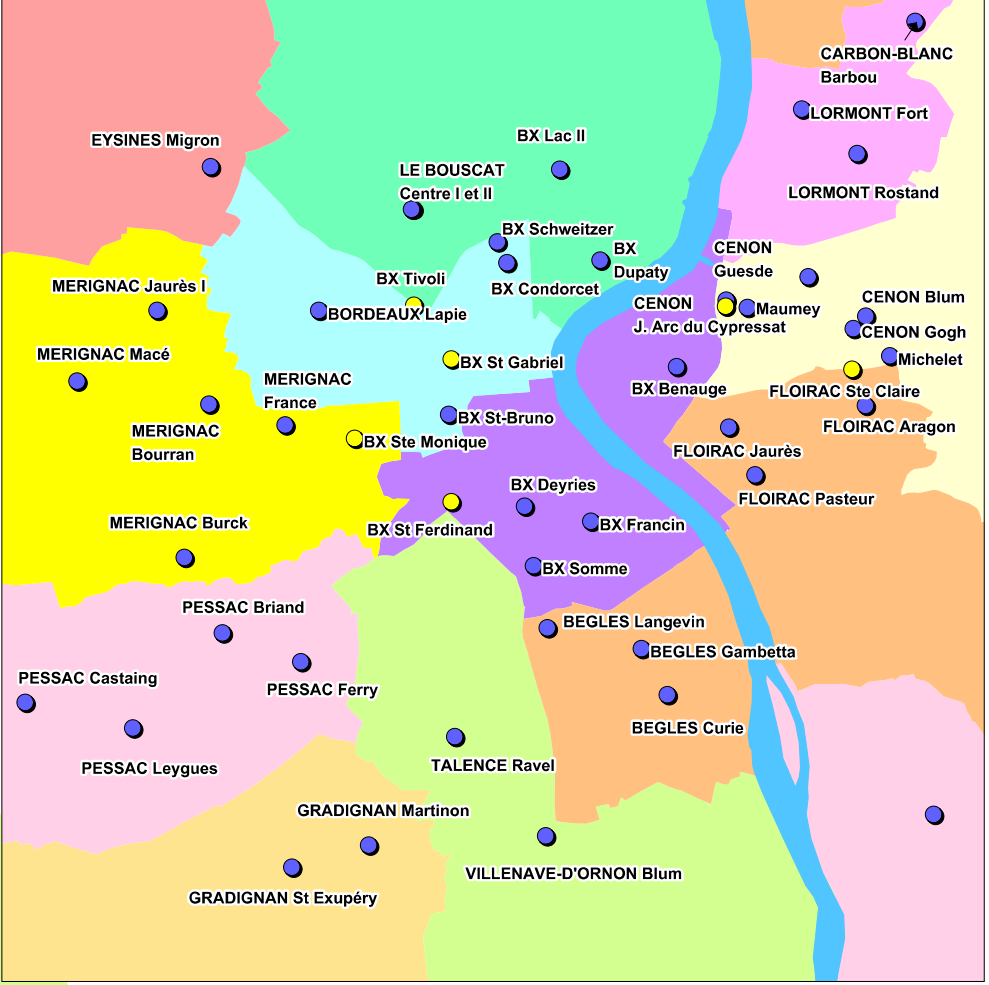 CARBON-BLANC
Barbou
LORMONT Fort
BX Lac II
EYSINES Migron
LE BOUSCAT
Centre I et II
LORMONT Rostand
BX Schweitzer
BX
Dupaty
CENON
Guesde
BX Tivoli
BX Condorcet
MERIGNAC Jaurès I
CENON Blum
CENON
J. Arc du Cypressat
Maumey
BORDEAUX Lapie
CENON Gogh
MERIGNAC Macé
Michelet
BX St Gabriel
MERIGNAC
France
BX Benauge
FLOIRAC Ste Claire
BX St-Bruno
FLOIRAC Aragon
MERIGNAC
Bourran
BX Ste Monique
FLOIRAC Jaurès
BX Deyries
FLOIRAC Pasteur
MERIGNAC Burck
BX St Ferdinand
BX Francin
BX Somme
PESSAC Briand
BEGLES Langevin
BEGLES Gambetta
PESSAC Castaing
PESSAC Ferry
BEGLES Curie
PESSAC Leygues
TALENCE Ravel
GRADIGNAN Martinon
VILLENAVE-D'ORNON Blum
GRADIGNAN St Exupéry